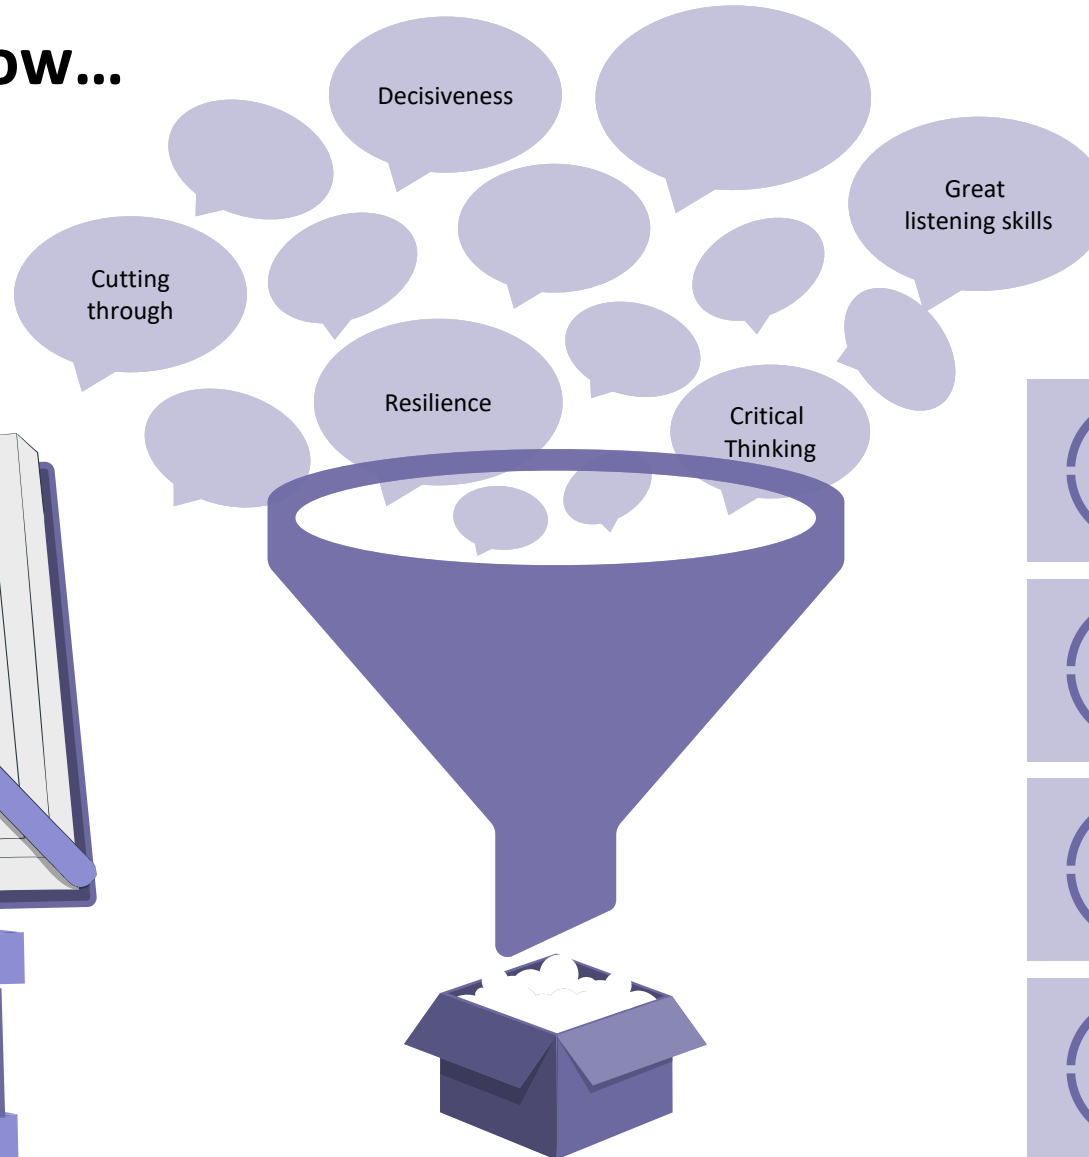 ow...
Decisiveness
Great
listening skills
Cutting
through
Resilience
Critical
Thinking